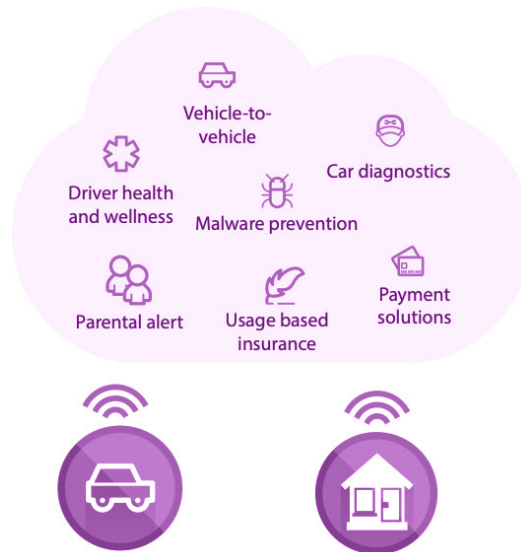 Vehicle-to-
vehicle
Car diagnostics
Driver health
and wellness
Malware prevention
Parental alert
Usage based
insurance
Payment
solutions